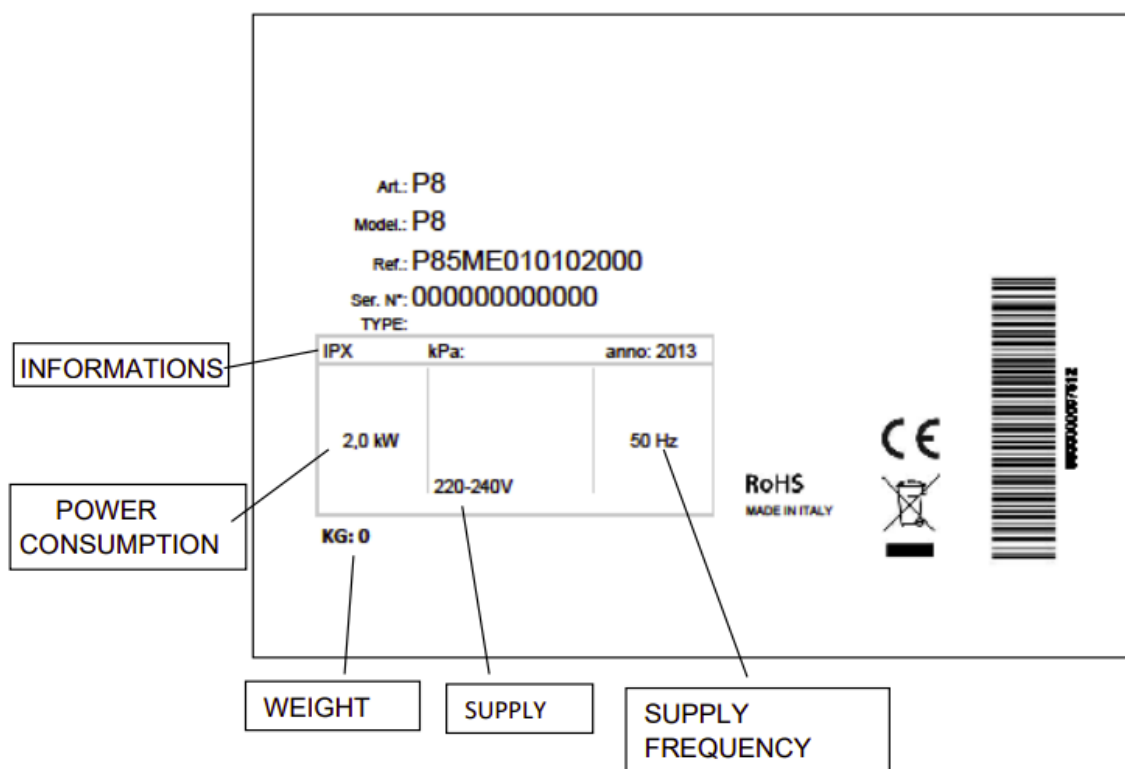 Art.: P8
Model.: P8
Ref.: P85ME010102000
Ser. N°: 000000000000
TYPE:
INFORMATIONS
IPX kPa: anno: 2013
2,0 kW 50 Hz
220-240V
POWER
CONSUMPTION
KG: 0
CE
RoHS
MADE IN ITALY
WEIGHT
SUPPLY
SUPPLY
FREQUENCY